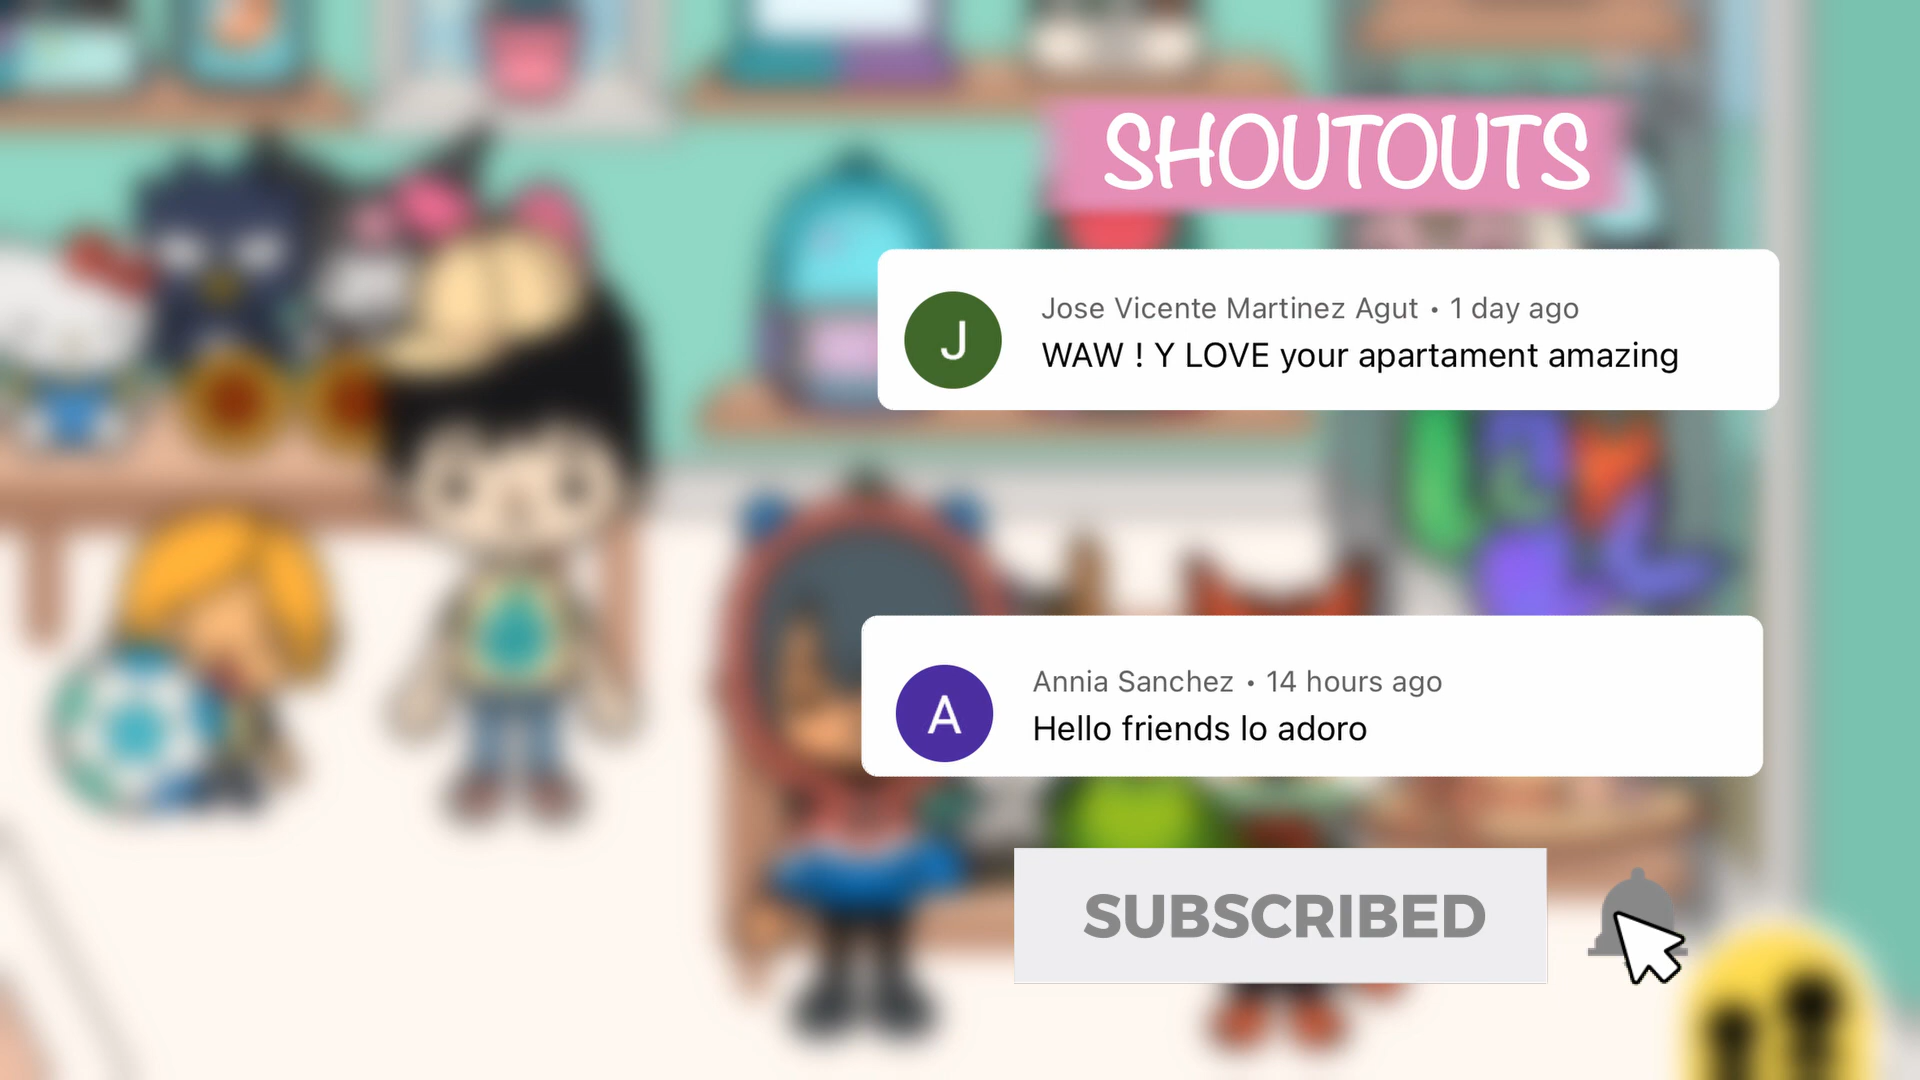 SHOUTOUTS
J
Jose Vicente Martinez Agut • 1 day ago
WAW ! Y LOVE your apartament amazing
A
Annia Sanchez • 14 hours ago
Hello friends lo adoro
SUBSCRIBED